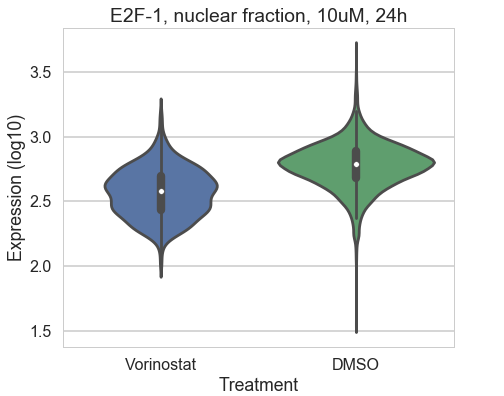 E2F-1, nuclear fraction, 10uM, 24h
Expression (log10)
3.5
3.0
2.5
2.0
1.5
Vorinostat DMSO
Treatment